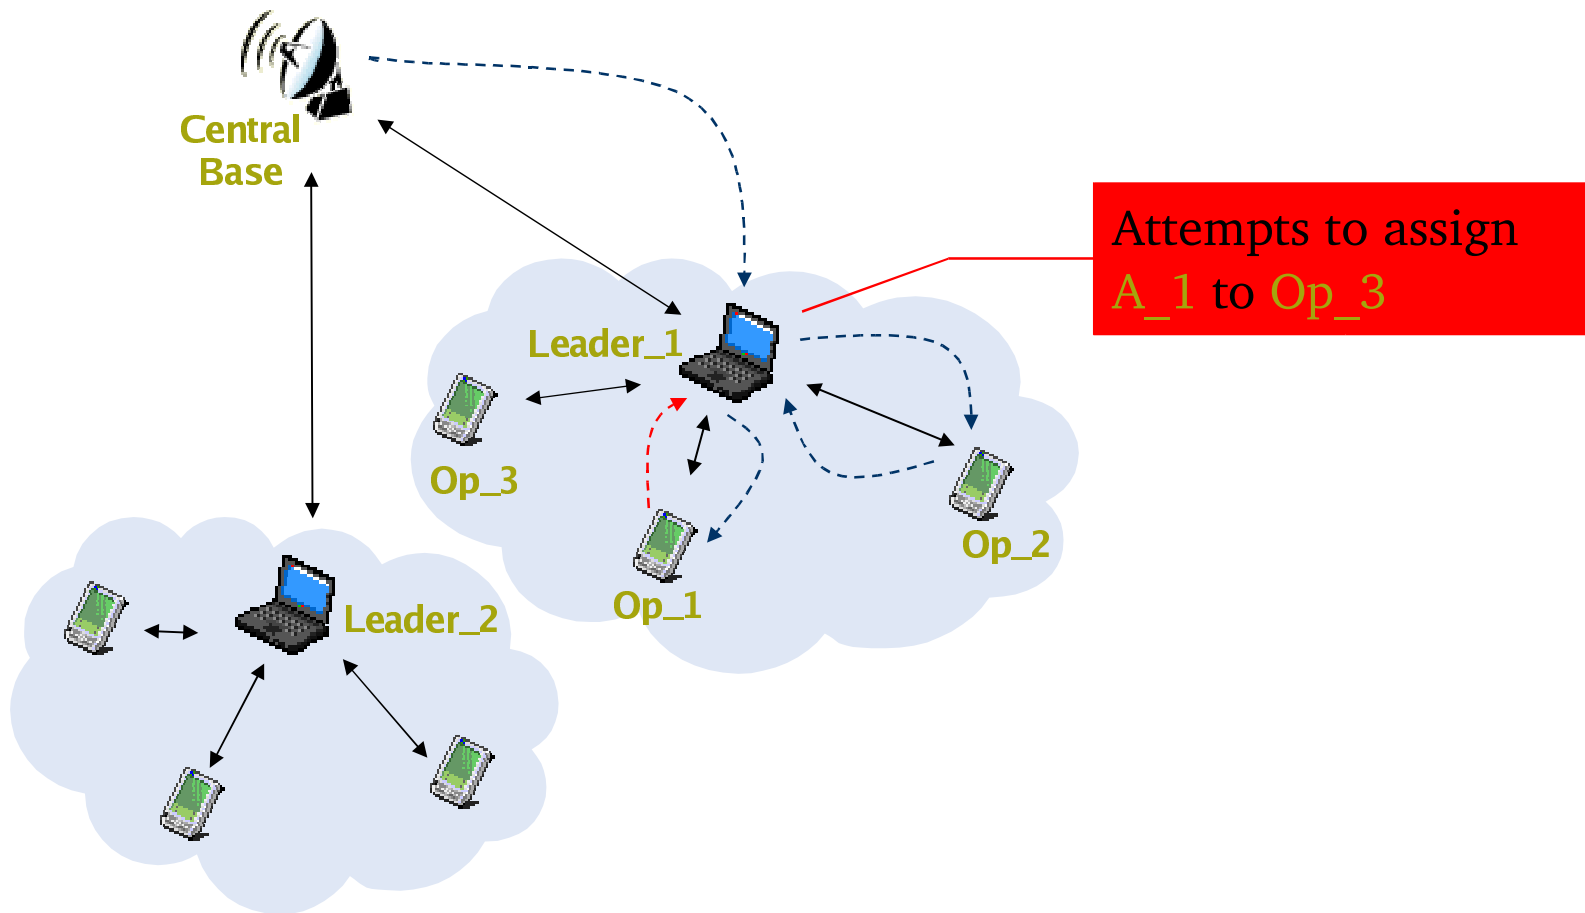 Central
Base
Attempts to assign
A_1 to Op_3
Leader_1
Op_3
Op_2
Op_1
Leader_2